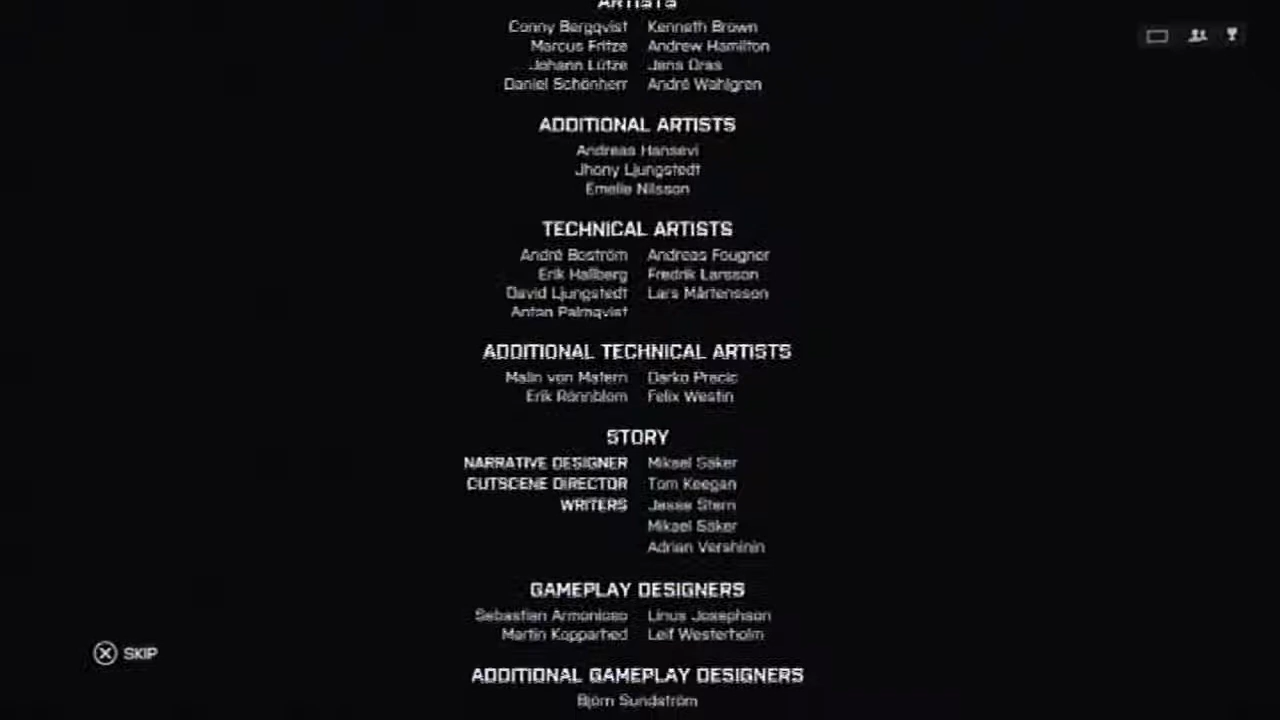 ARTISTS
Conny Bergqvist Kenneth Brown
Marcus Fritze Andrew Hamilton
Johann Lütze Jens Oras
Daniel Schönherr André Wahlgren
ADDITIONAL ARTISTS
Andreas Hansevi
Jhony Ljungstedt
Emelie Nilsson
TECHNICAL ARTISTS
André Boström Andreas Fougner
Erik Hallberg Fredrik Larsson
David Ljungstedt Lars Mårtensson
Anton Palmqvist
ADDITIONAL TECHNICAL ARTISTS
Malin von Matern Darko Pracic
Erik Rönnblom Felix Westin
STORY
NARRATIVE DESIGNER Mikael Säker
CUTSCENE DIRECTOR Tom Keegan
WRITERS Jesse Stern
Mikael Säker
Adrian Vershinin
GAMEPLAY DESIGNERS
Sebastian Armonioso Linus Josephson
Martin Kopparhed Leif Westerholm
SKIP
ADDITIONAL GAMEPLAY DESIGNERS
Björn Sundström